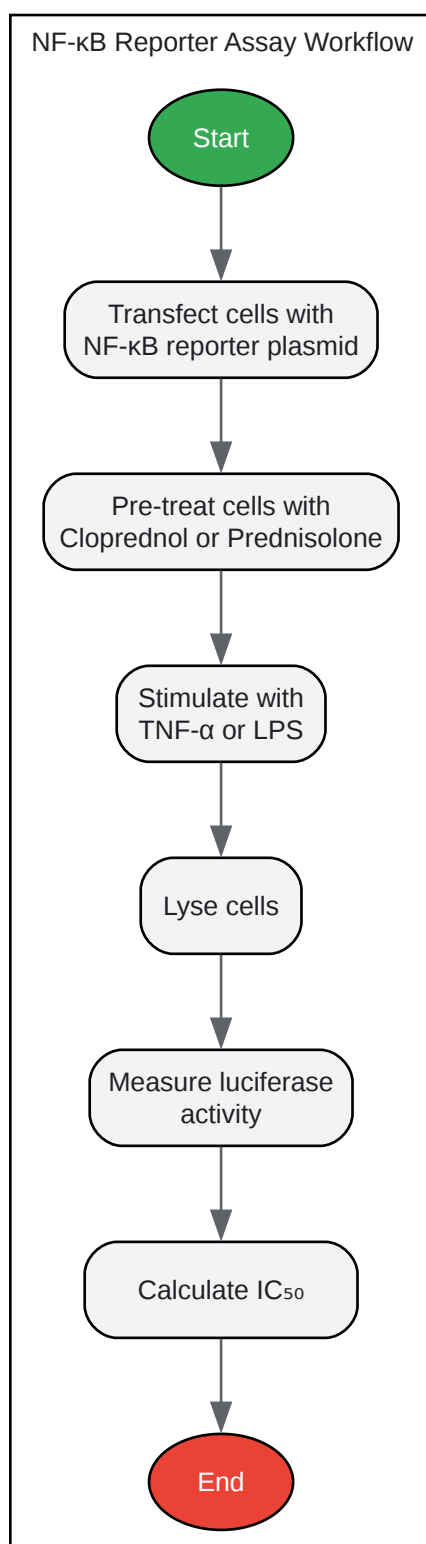 NF-κB Reporter Assay Workflow
Start
Transfect cells with
NF-κB reporter plasmid
Pre-treat cells with
Cloprednol or Prednisolone
Stimulate with
TNF-α or LPS
Lyse cells
Measure luciferase
activity
Calculate IC₅₀
End